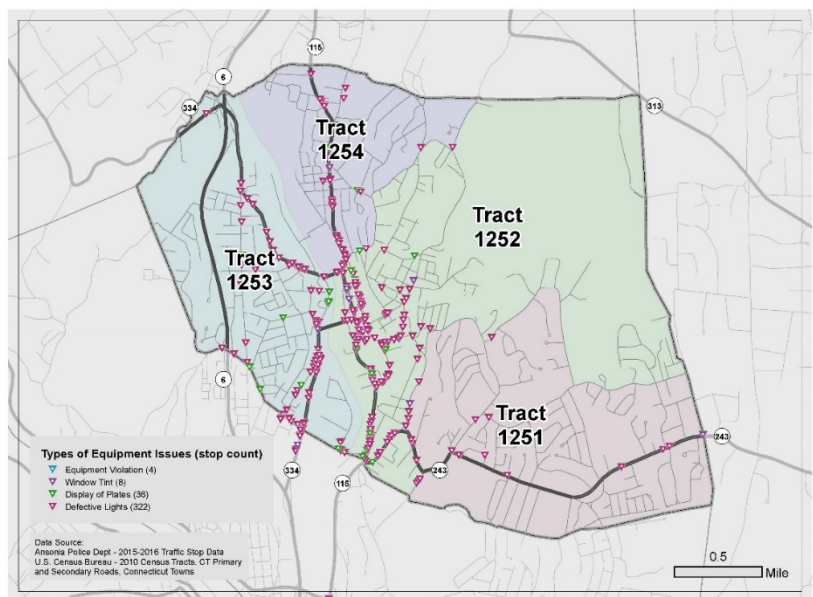 115
6
334
313
Tract
1254
Tract
1252
Tract
1253
6
Tract
1251
243
243
334
115
Types of Equipment Issues (stop count)
Equipment Violation (4)
Window Tint (8)
Display of Plates (36)
Defective Lights (322)
Data Source:
Ansonia Police Dept - 2015-2016 Traffic Stop Data
U.S. Census Bureau - 2010 Census Tracts, CT Primary
and Secondary Roads, Connecticut Towns
0.5
Mile